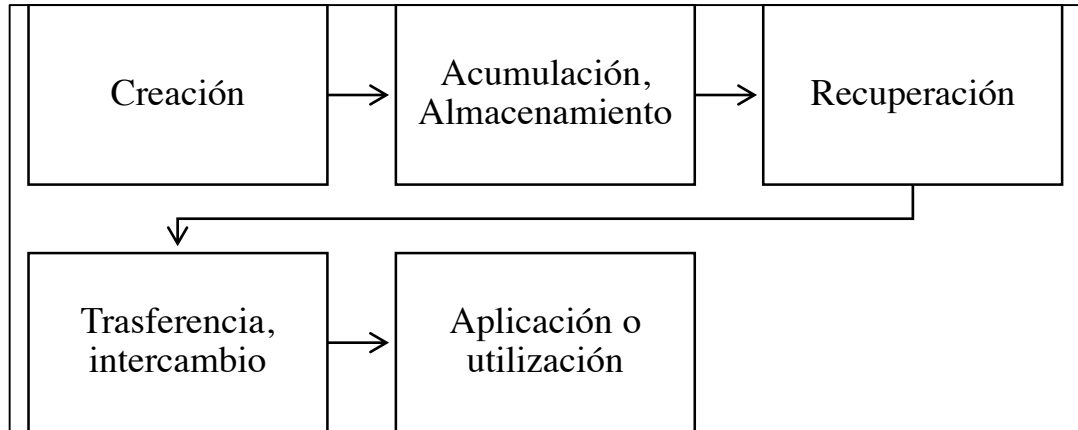 Creación
Acumulación,
Almacenamiento
Recuperación
Trasferencia,
intercambio
Aplicación o
utilización